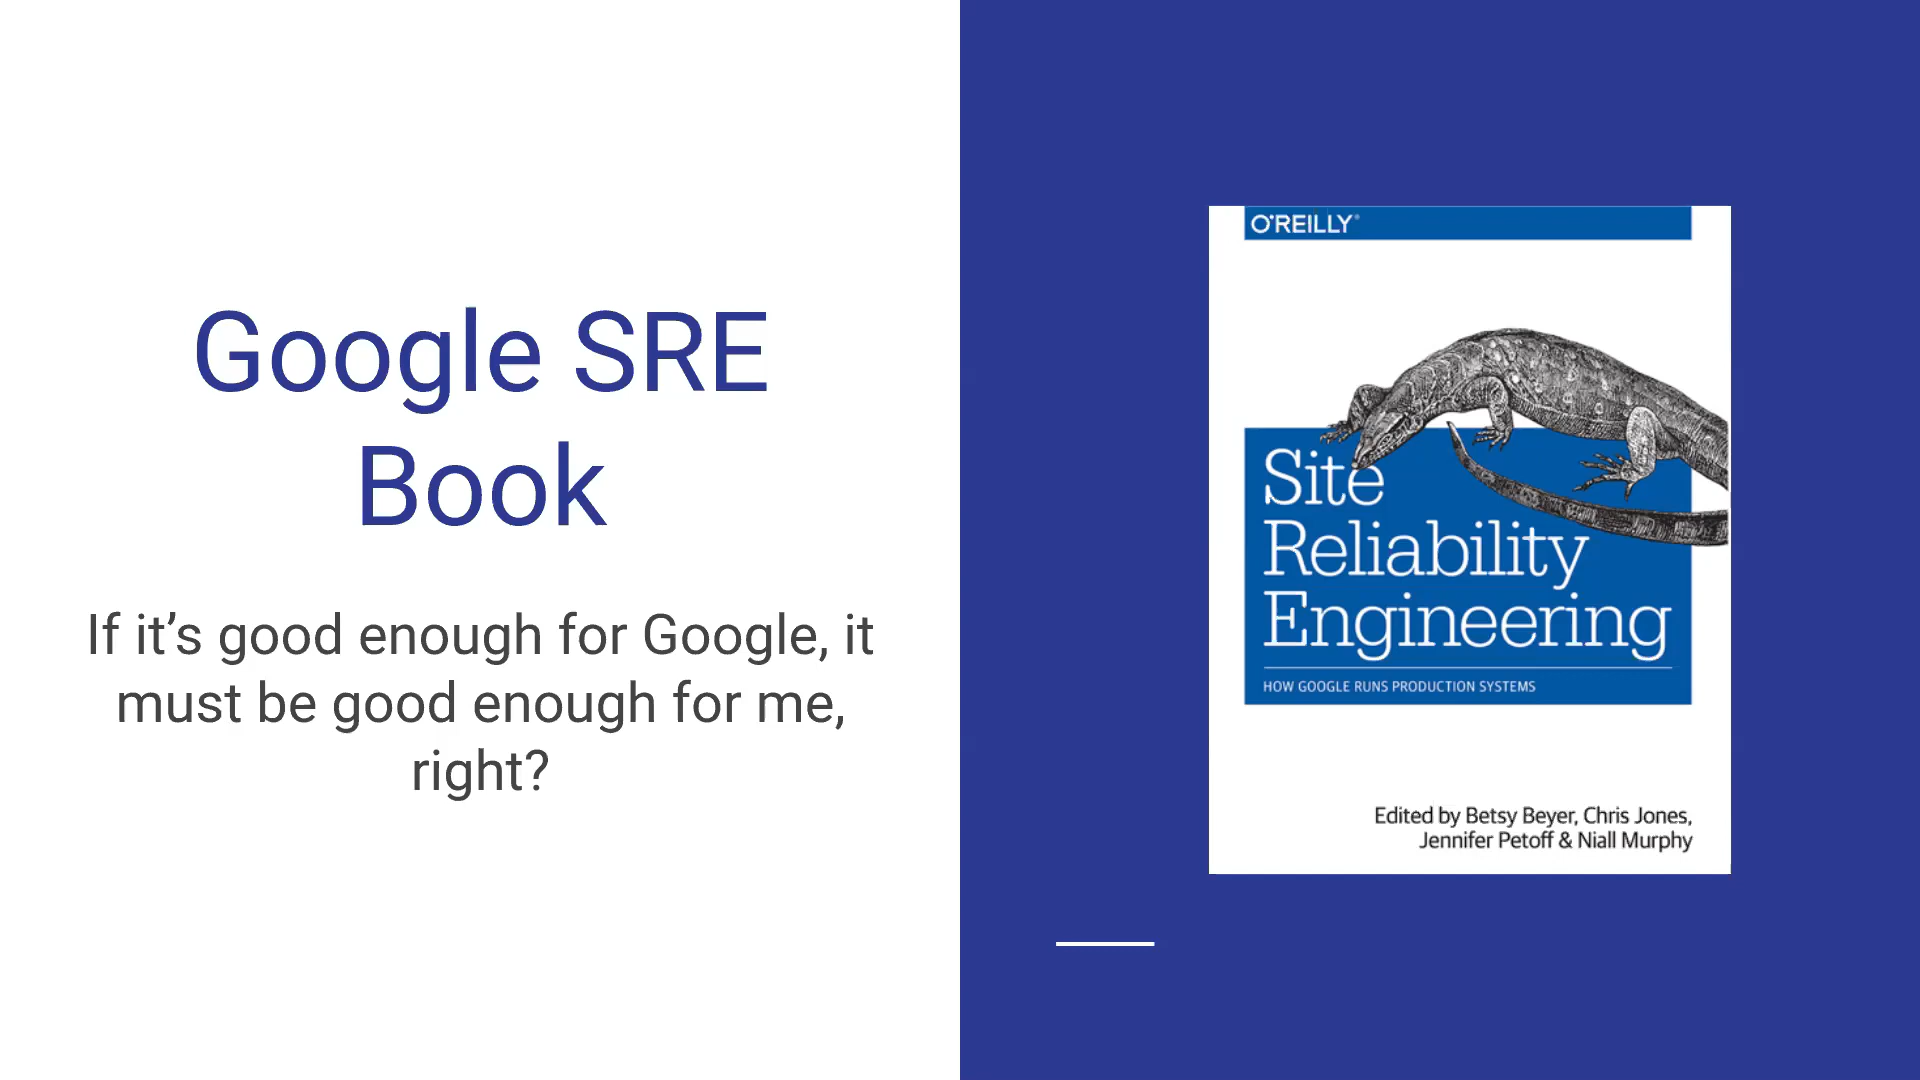 Google SRE
Book
If it’s good enough for Google, it
must be good enough for me,
right?
O'REILLY®
Site
Reliability
Engineering
HOW GOOGLE RUNS PRODUCTION SYSTEMS
Edited by Betsy Beyer, Chris Jones,
Jennifer Petoff & Niall Murphy